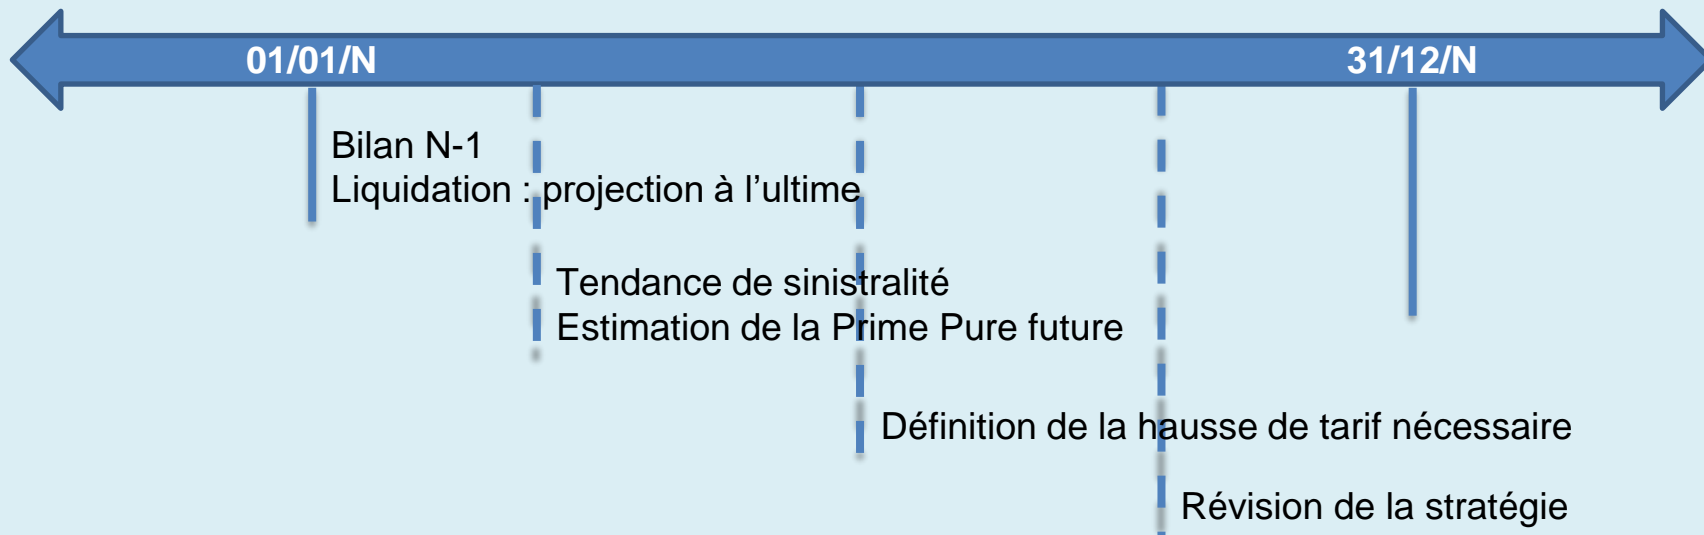 01/01/N
31/12/N
Bilan N-1
Liquidation : projection à l’ultime
Tendance de sinistralité
Estimation de la Prime Pure future
Définition de la hausse de tarif nécessaire
Révision de la stratégie